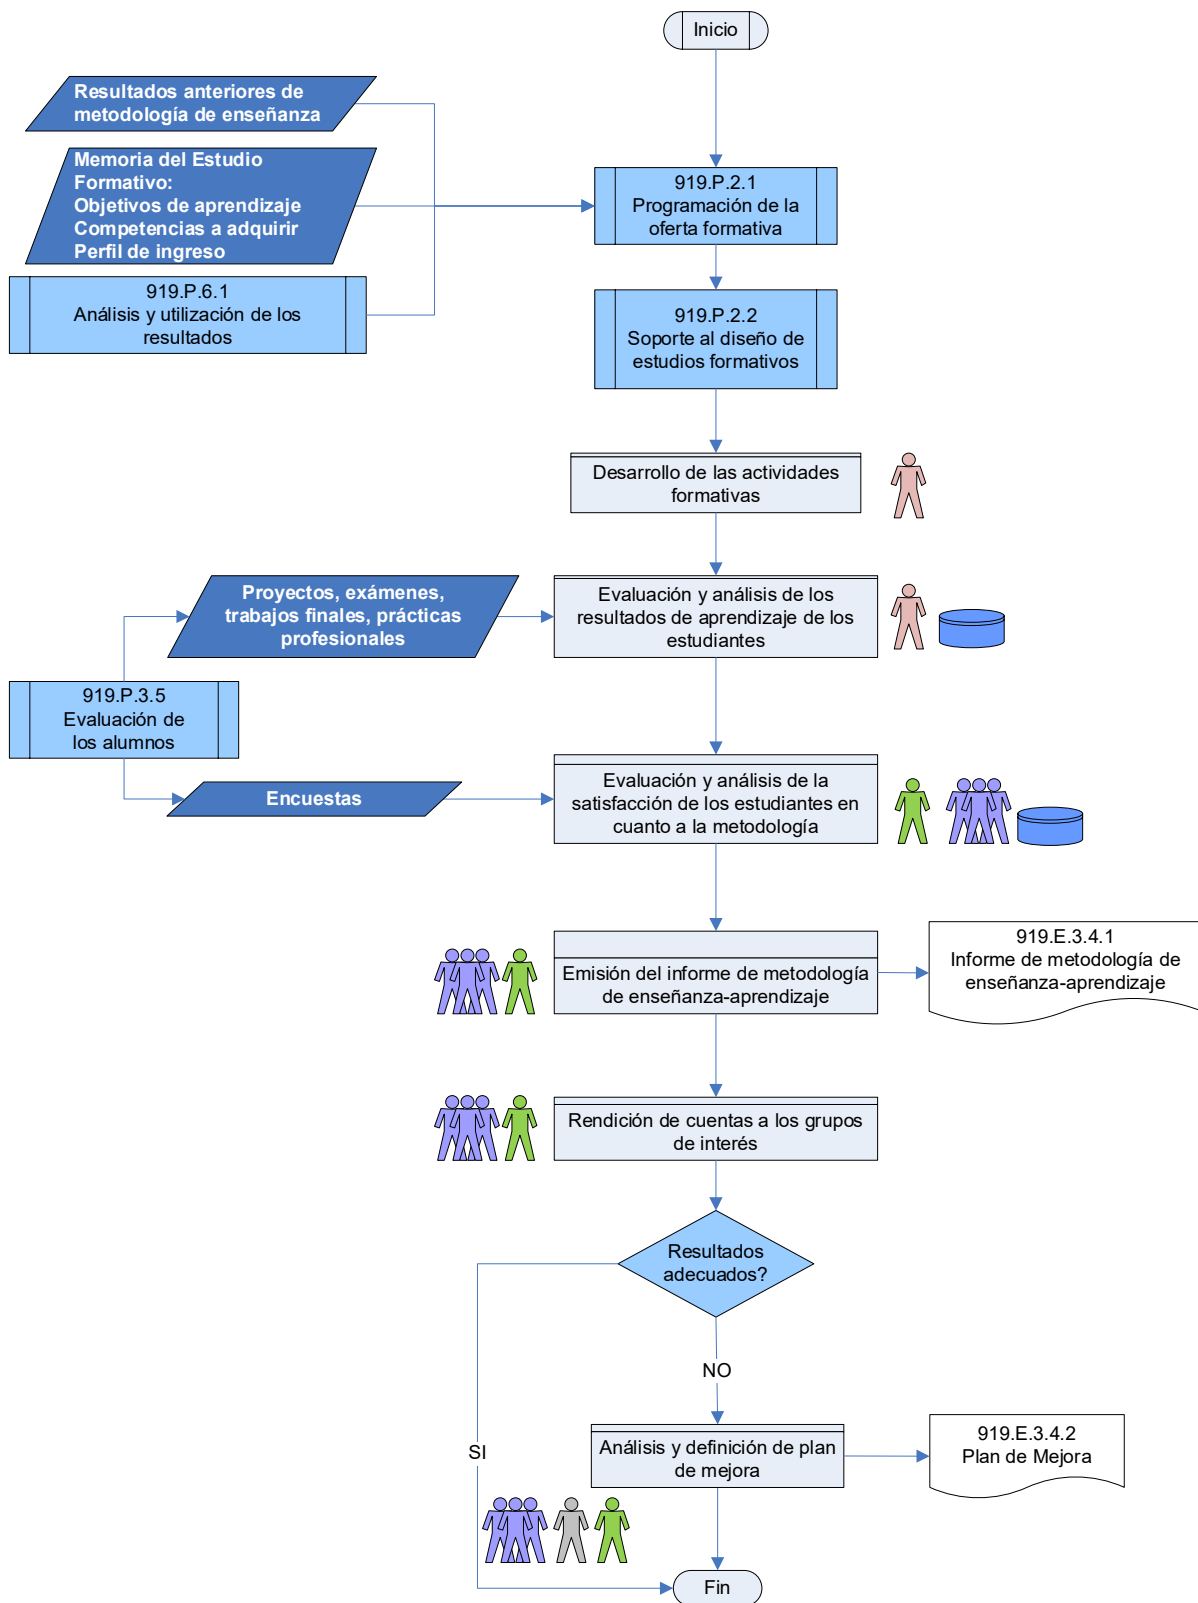 Inicio
Resultados anteriores de
metodología de enseñanza
Memoria del Estudio
Formativo:
Objetivos de aprendizaje
Competencias a adquirir
Perfil de ingreso
919.P.2.1
Programación de la
oferta formativa
919.P.6.1
Análisis y utilización de los
resultados
919.P.2.2
Soporte al diseño de
estudios formativos
Desarrollo de las actividades
formativas
Proyectos, exámenes,
trabajos finales, prácticas
profesionales
Evaluación y análisis de los
resultados de aprendizaje de los
estudiantes
919.P.3.5
Evaluación de
los alumnos
Encuestas
Evaluación y análisis de la
satisfacción de los estudiantes en
cuanto a la metodología
Emisión del informe de metodología
de enseñanza-aprendizaje
919.E.3.4.1
Informe de metodología de
enseñanza-aprendizaje
Rendición de cuentas a los grupos
de interés
Resultados
adecuados?
NO
SI
Análisis y definición de plan
de mejora
919.E.3.4.2
Plan de Mejora
Fin